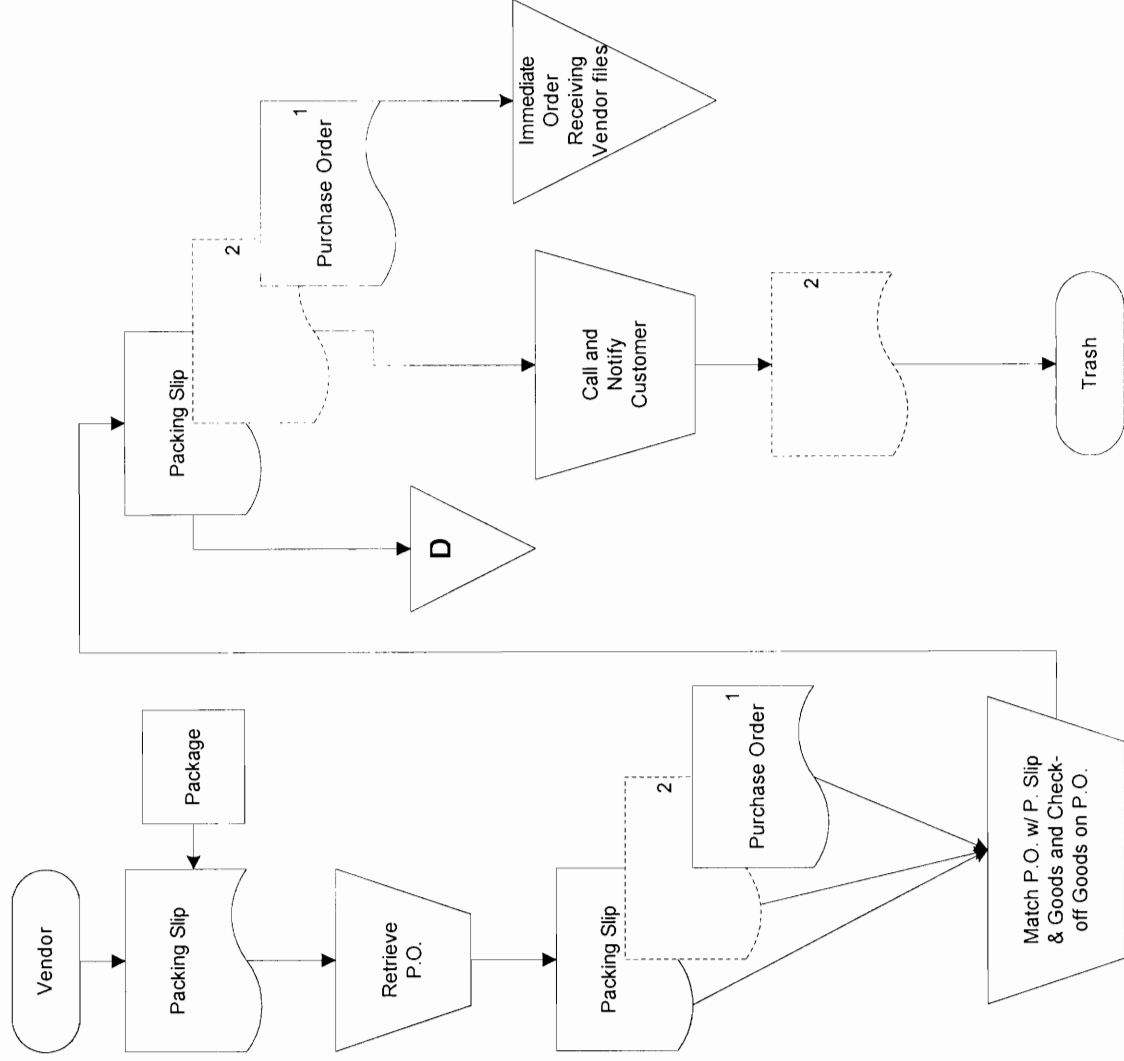 Vendor
Packing Slip
Package
Retrieve
P.O.
Packing Slip
2
Purchase Order
1
Match P.O. w/ P. Slip
& Goods and Check-
off Goods on P.O.
Packing Slip
2
Purchase Order
1
D
Immediate
Order
Receiving
Vendor files
Call and
Notify
Customer
2
Trash